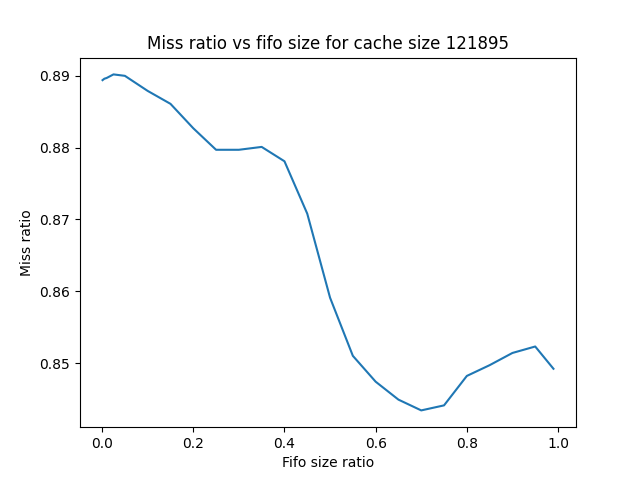 Miss ratio vs fifo size for cache size 121895
0.89
0.88
0.87
0.86
0.85
Miss ratio
0.0 0.2 0.4 0.6 0.8 1.0
Fifo size ratio